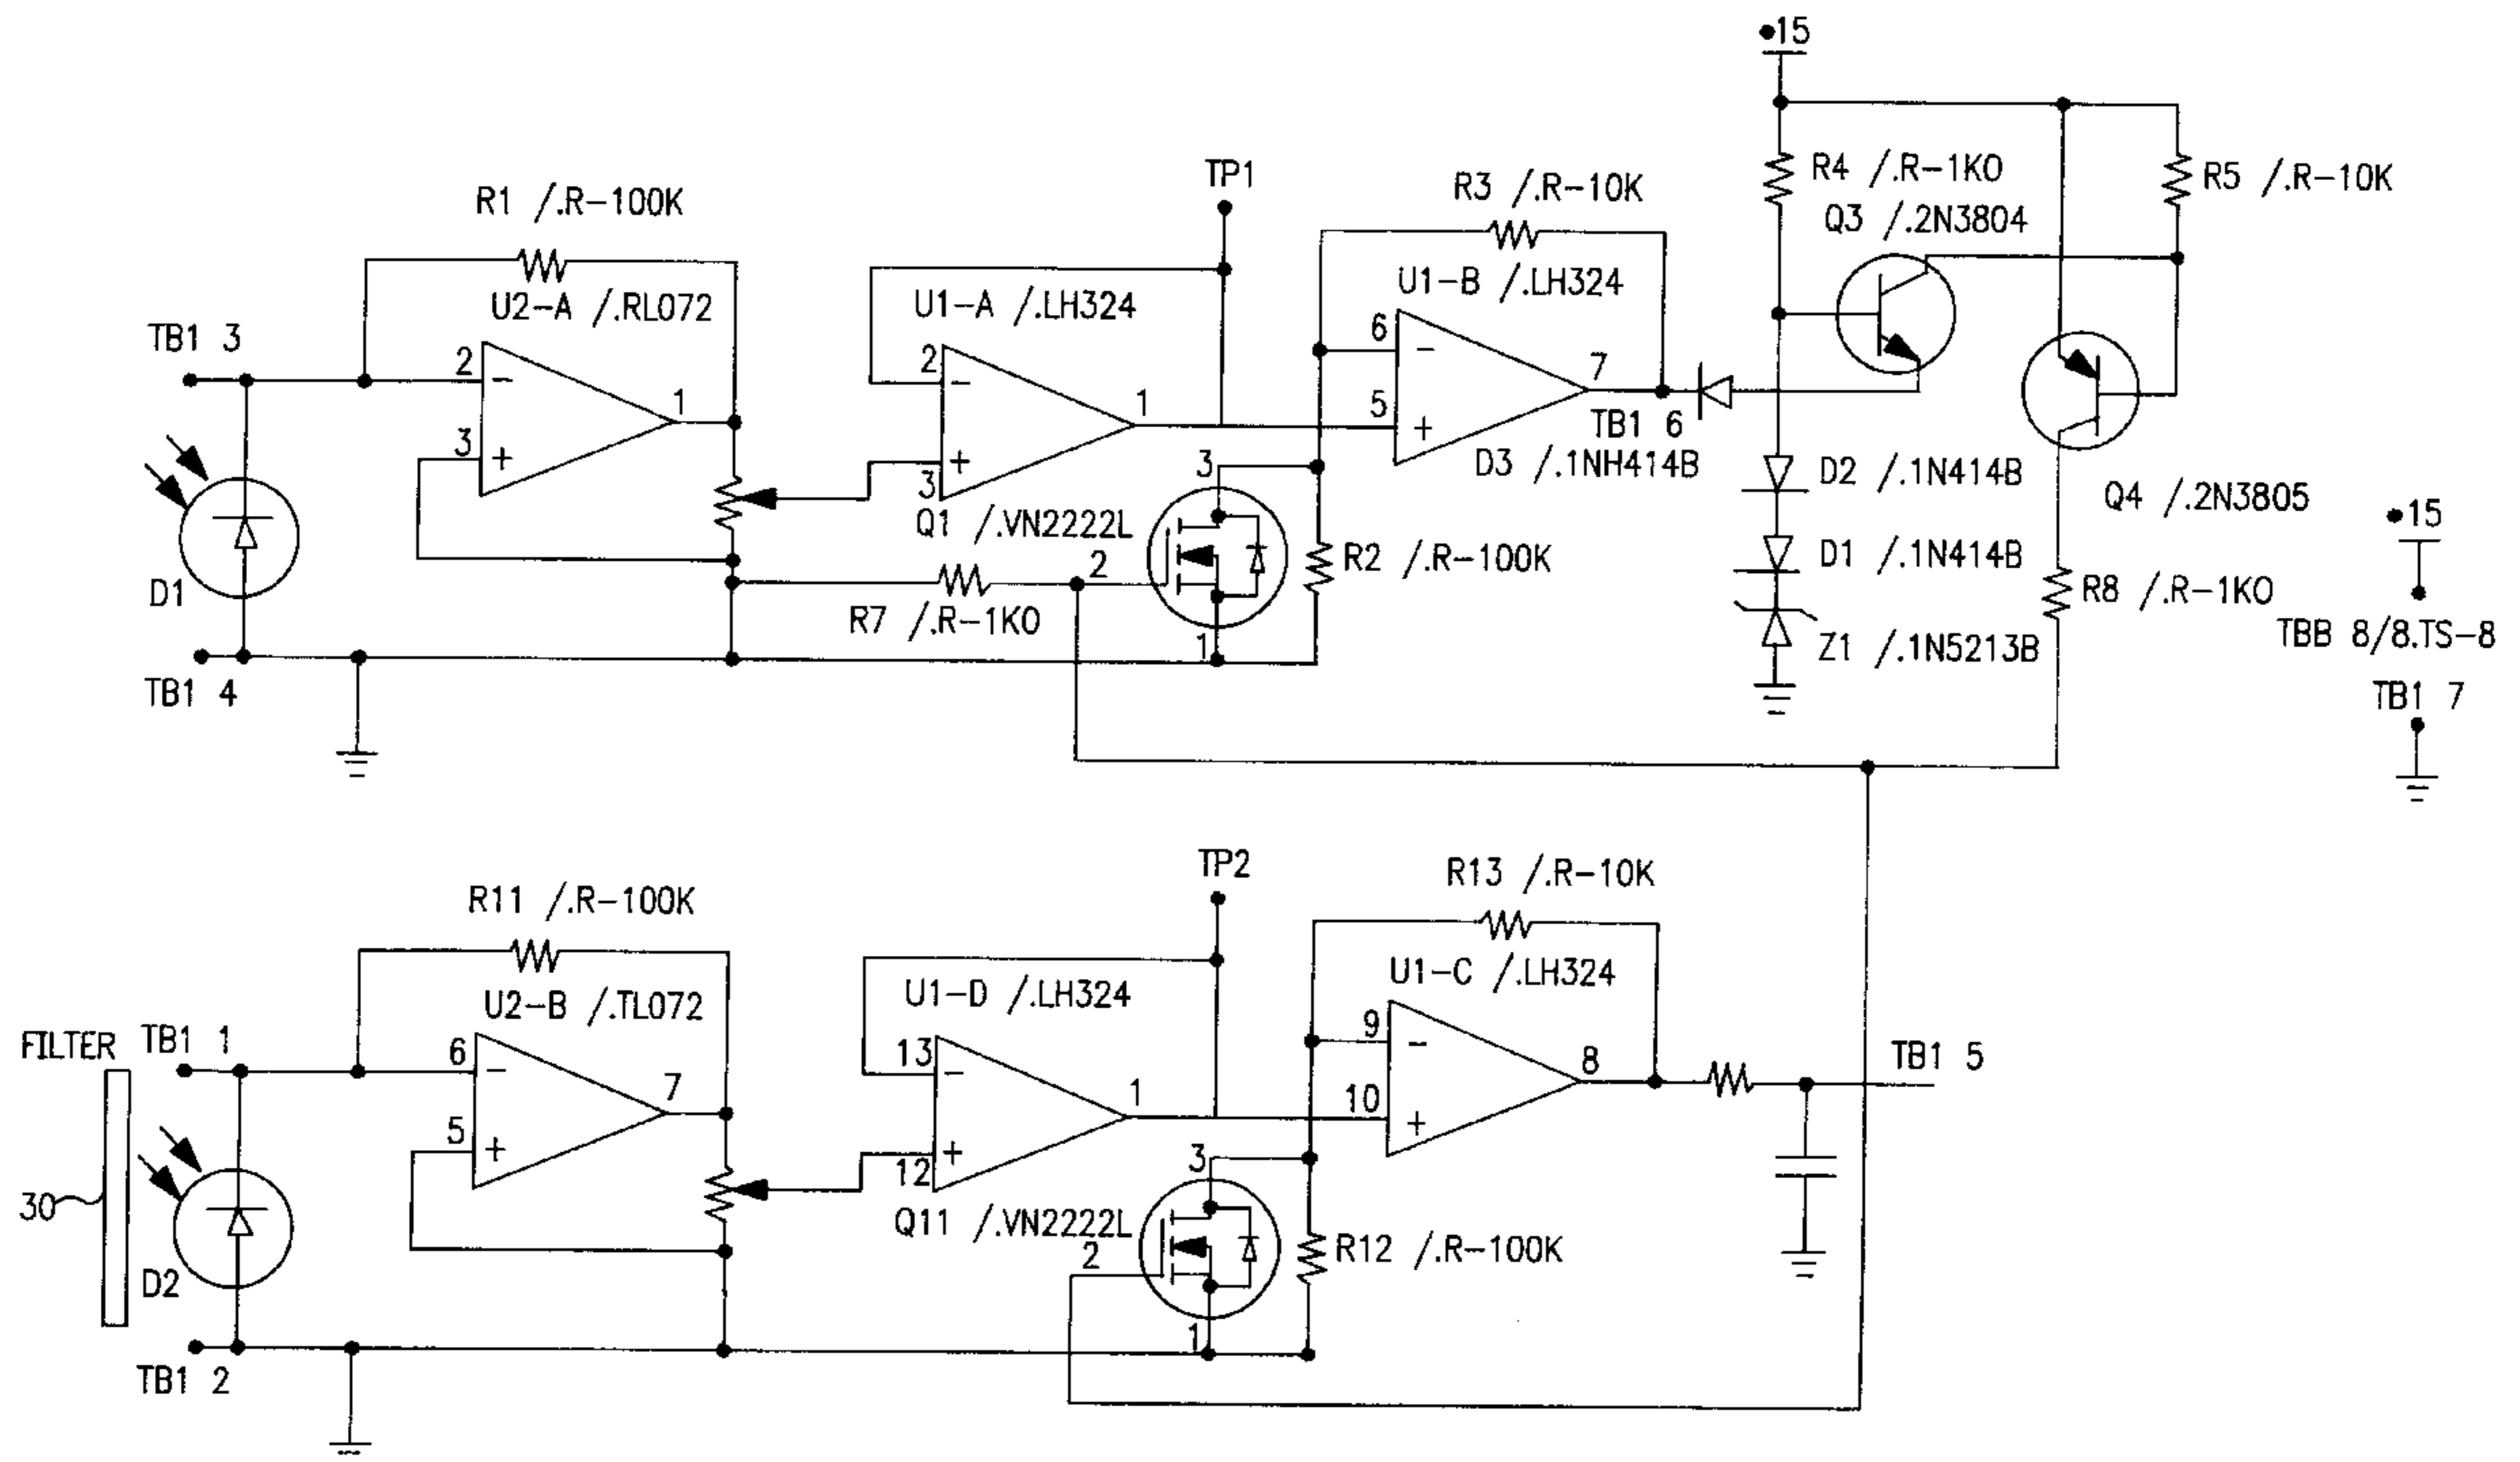 •15
R4 /.R-1K0
R5 /.R-10K
Q3 /.2N3804
TP1
R3 /.R-10K
R1 /.R-100K
U2-A /.RL072
U1-A /.LH324
U1-B /.LH324
TB1 3
2
-
3
+
1
2
-
3
+
1
6
-
5
+
7
TB1 6
D3 /.1NH414B
D2 /.1N414B
Q4 /.2N3805
•15
Q1 /.VN2222L
3
2
1
R2 /.R-100K
D1 /.1N414B
R8 /.R-1K0
D1
R7 /.R-1K0
Z1 /.1N5213B
TBB 8/8.TS-8
TB1 4
TB1 7
TP2
R13 /.R-10K
R11 /.R-100K
U2-B /.TL072
U1-D /.LH324
U1-C /.LH324
FILTER
TB1 1
6
-
5
+
7
13
-
12
+
1
9
-
10
+
8
TB1 5
30
Q11 /.VN2222L
3
2
1
R12 /.R-100K
D2
TB1 2